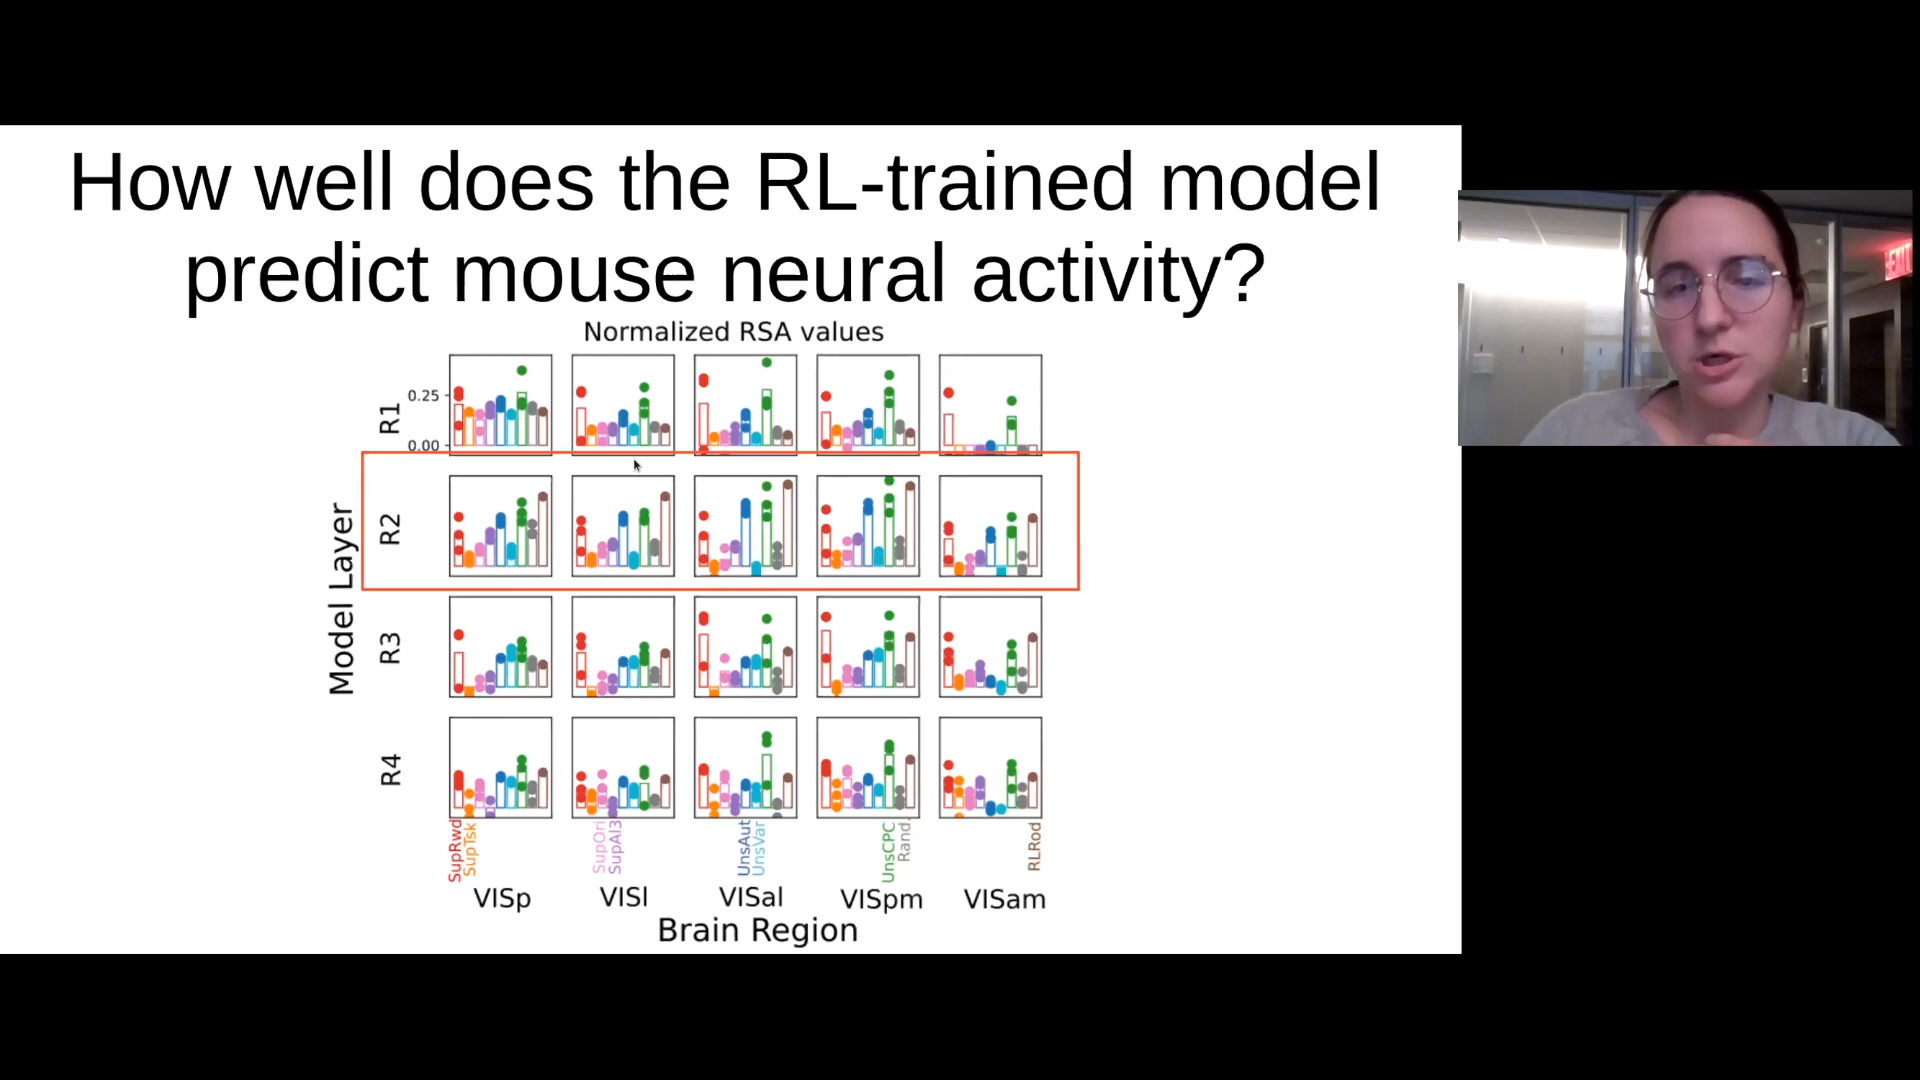 How well does the RL-trained model
predict mouse neural activity?
Normalized RSA values
R1
0.25
0.00
R2
R3
R4
Model Layer
SupRwd
SupTsk
SupOri
SupAl3
UnsAut
UnsVar
UnsCPC
Rand.
RLRod
VISp
VISl
VISal
VISpm
VISam
Brain Region
EXIT